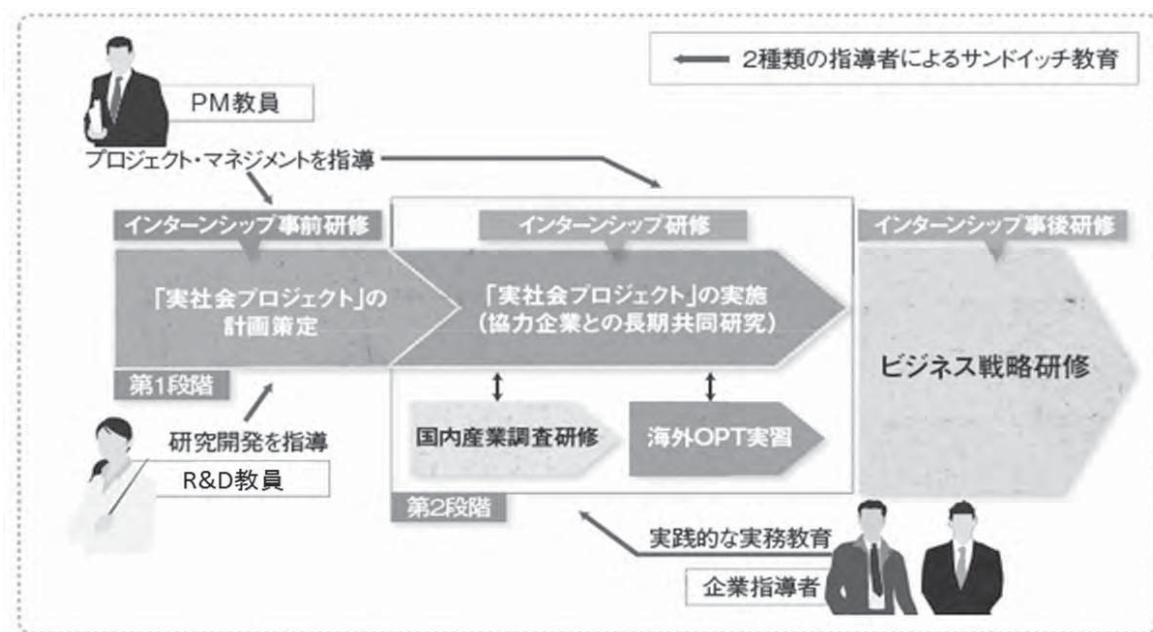 2種類の指導者によるサンドイッチ教育
PM教員
プロジェクト・マネジメントを指導
インターンシップ事前研修
インターンシップ研修
インターンシップ事後研修
「実社会プロジェクト」の
計画策定
「実社会プロジェクト」の実施
(協力企業との長期共同研究)
ビジネス戦略研修
第1段階
国内産業調査研修
海外OPT実習
研究開発を指導
R&D教員
第2段階
実践的な実務教育
企業指導者